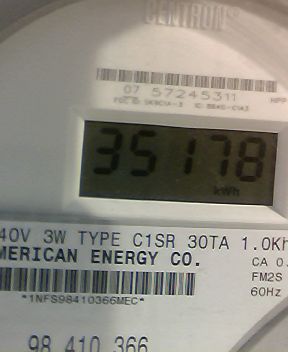 CENTRON
07 57245311
HPP
35178
kWh
40V 3W TYPE C1SR 30TA 1.0Kh
MERICAN ENERGY CO.
CA 0.
FM2S
60Hz
*1NFS98410366MEC*
98 410 366